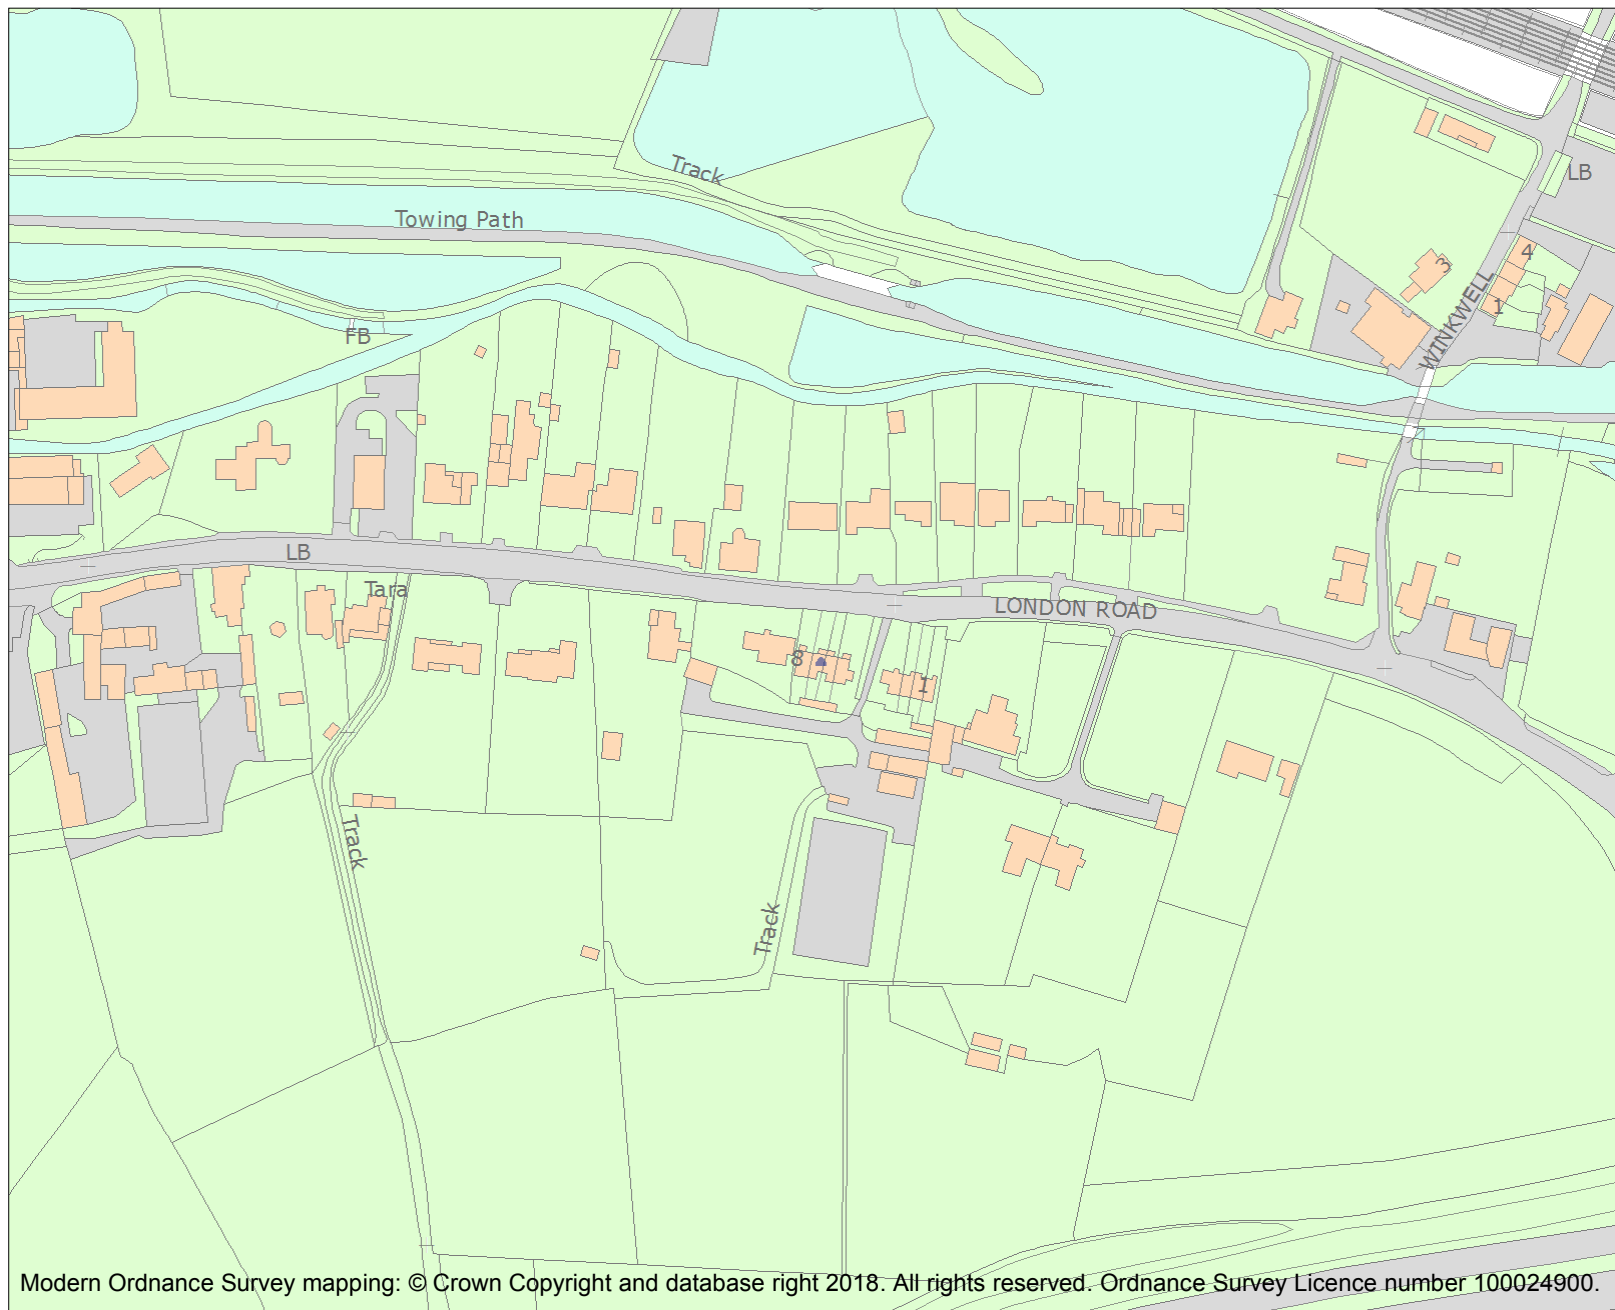 Track
LB
Towing Path
4
3
1
WINKWELL
FB
LB
Tara
LONDON ROAD
8
1
Track
Track
Modern Ordnance Survey mapping: © Crown Copyright and database right 2018. All rights reserved. Ordnance Survey Licence number 100024900.